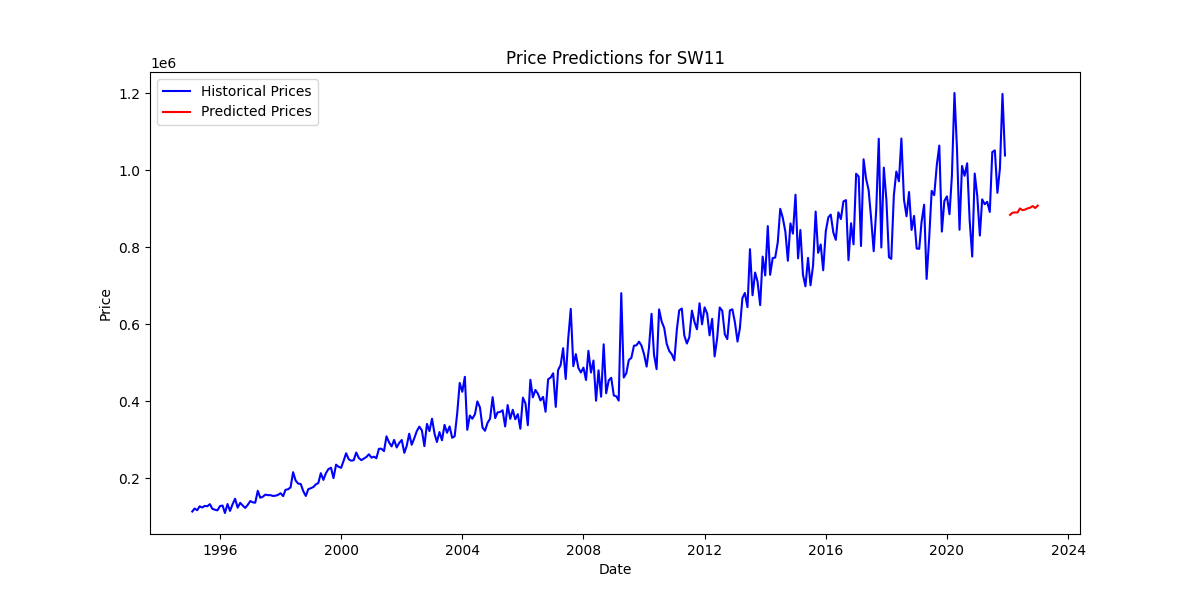 Price Predictions for SW11
1e6
Historical Prices
Predicted Prices
1.2
1.0
0.8
0.6
0.4
0.2
Price
1996 2000 2004 2008 2012 2016 2020 2024
Date